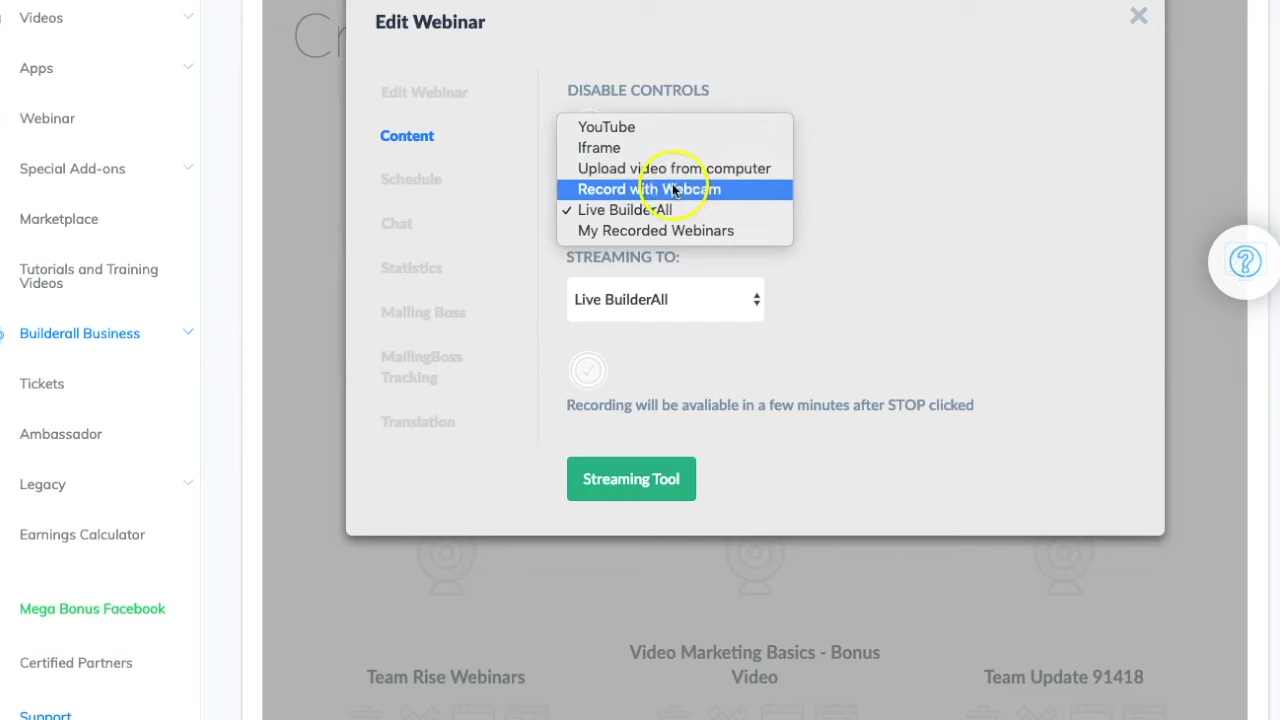 Videos
Apps
Webinar
Special Add-ons
Marketplace
Tutorials and Training
Videos
Builderall Business
Tickets
Ambassador
Legacy
Earnings Calculator
Mega Bonus Facebook
Certified Partners
Support
Cr
Edit Webinar
×
Edit Webinar
Content
Schedule
Chat
Statistics
Mailing Boss
MailingBoss
Tracking
Translation
DISABLE CONTROLS
YouTube
Iframe
Upload video from computer
Record with Webcam
✓ Live BuilderAll
My Recorded Webinars
STREAMING TO:
Live BuilderAll
Recording will be avaliable in a few minutes after STOP clicked
Streaming Tool
?
Team Rise Webinars
Video Marketing Basics - Bonus
Video
Team Update 91418